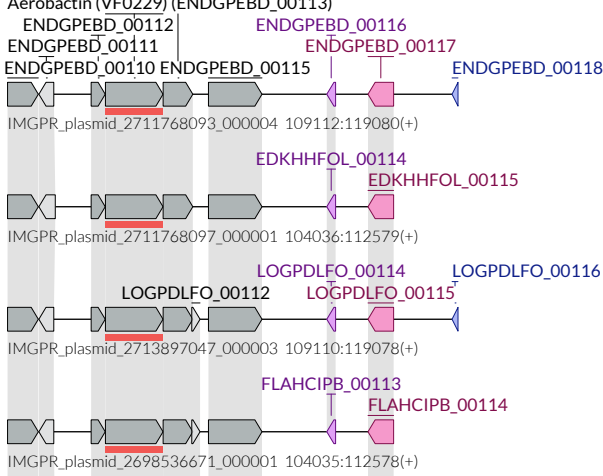 Aerobactin (VF0229) (ENDGPEBD_00113)
ENDGPEBD_00112 ENDGPEBD_00116
ENDGPEBD_00111 ENDGPEBD_00117
ENDGPEBD_00110 ENDGPEBD_00115 ENDGPEBD_00118
IMGPR_plasmid_2711768093_000004 109112:119080(+)
EDKHHFOL_00114
EDKHHFOL_00115
IMGPR_plasmid_2711768097_000001 104036:112579(+)
LOGPDLFO_00114 LOGPDLFO_00116
LOGPDLFO_00112 LOGPDLFO_00115
IMGPR_plasmid_2713897047_000003 109110:119078(+)
FLAHCIPB_00113
FLAHCIPB_00114
IMGPR_plasmid_2698536671_000001 104035:112578(+)